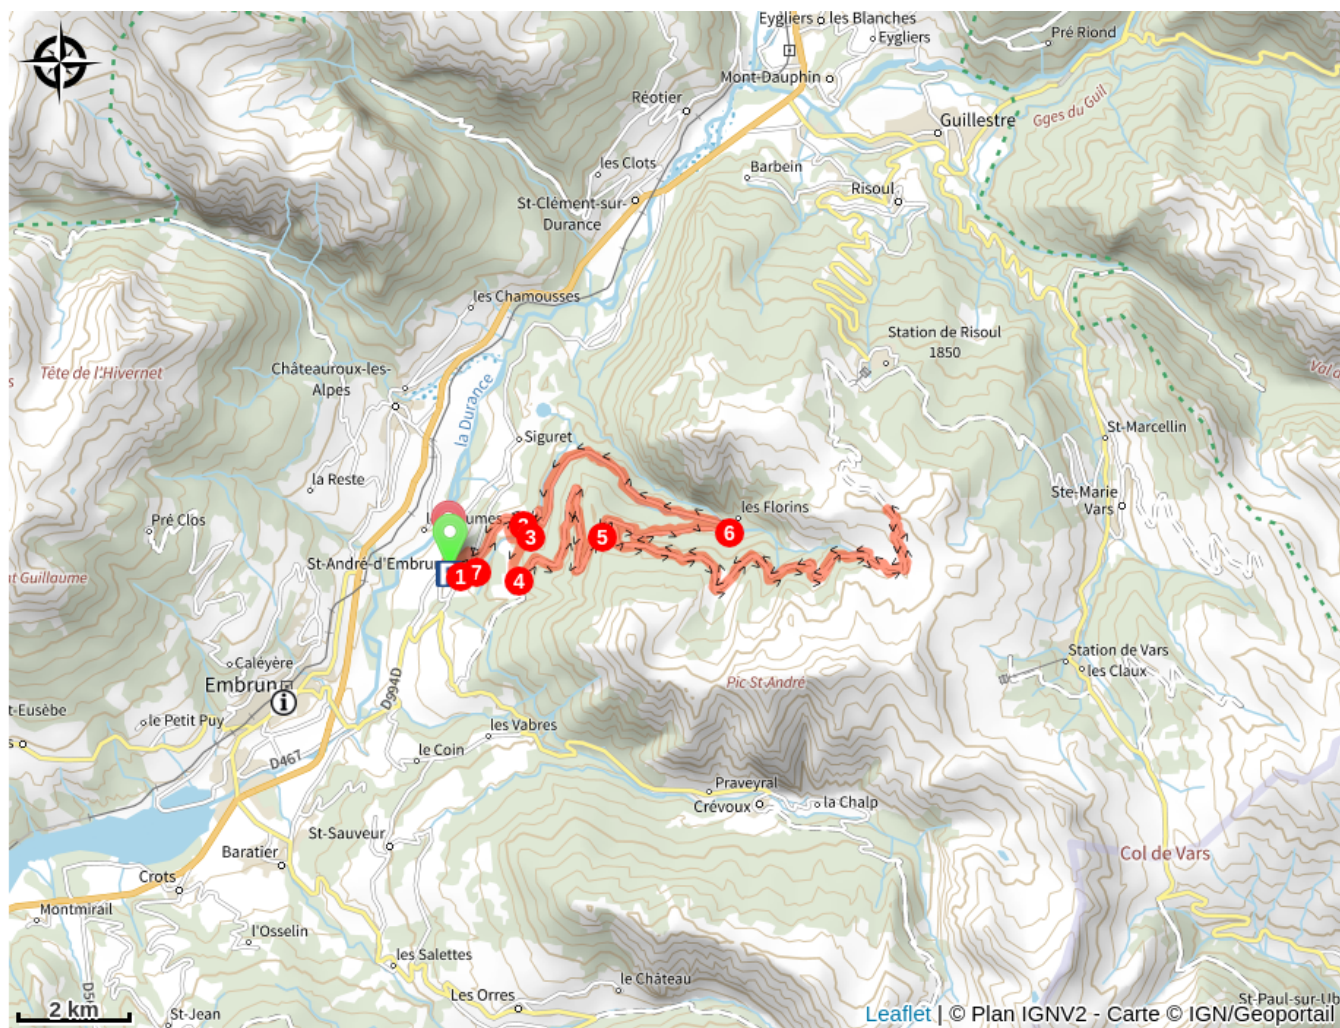 Eygliers
les Blanches
Eygliers
Pré Riond
Mont-Dauphin
Réotier
Gges du Guil
Guillestre
les Clots
Barbein
Risoul
St-Clément-sur-
Durance
les Chamousses
Station de Risoul
1850
Châteauroux-les-
Alpes
Tête de l'Hivernet
la Durance
Siguret
St-Marcellin
la Reste
Ste-Marie
Vars
Pré Clos
les Florins
3
5
6
St-André-d'Embrun
1
7
4
Caléyère
Embrun
i
D994D
Station de Vars
les Claux
Pic St-André
le Petit Puy
les Vabres
le Coin
D467
Praveyral
Crévoux
la Chalp
St-Sauveur
Baratier
Col de Vars
Crots
Montmirail
l'Osselin
les Salettes
le Château
Les Orres
2 km
St-Jean
St-Paul-sur-Ub
Leaflet | © Plan IGNV2 - Carte © IGN/Geoportail